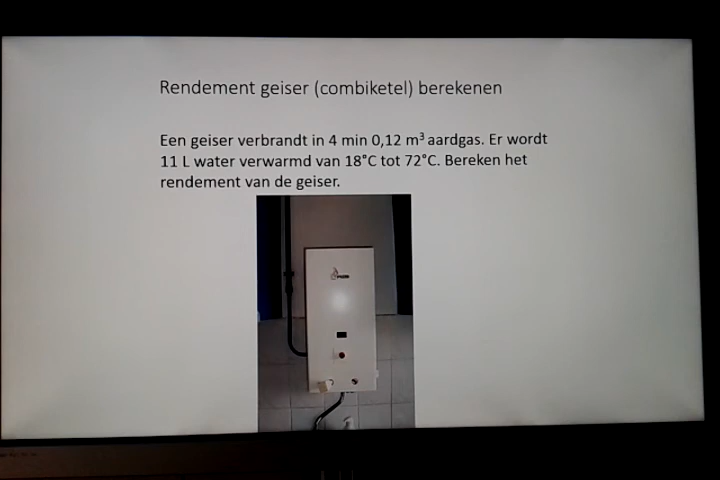 Rendement geiser (combiketel) berekenen
Een geiser verbrandt in 4 min 0,12 m³ aardgas. Er wordt
11 L water verwarmd van 18°C tot 72°C. Bereken het
rendement van de geiser.